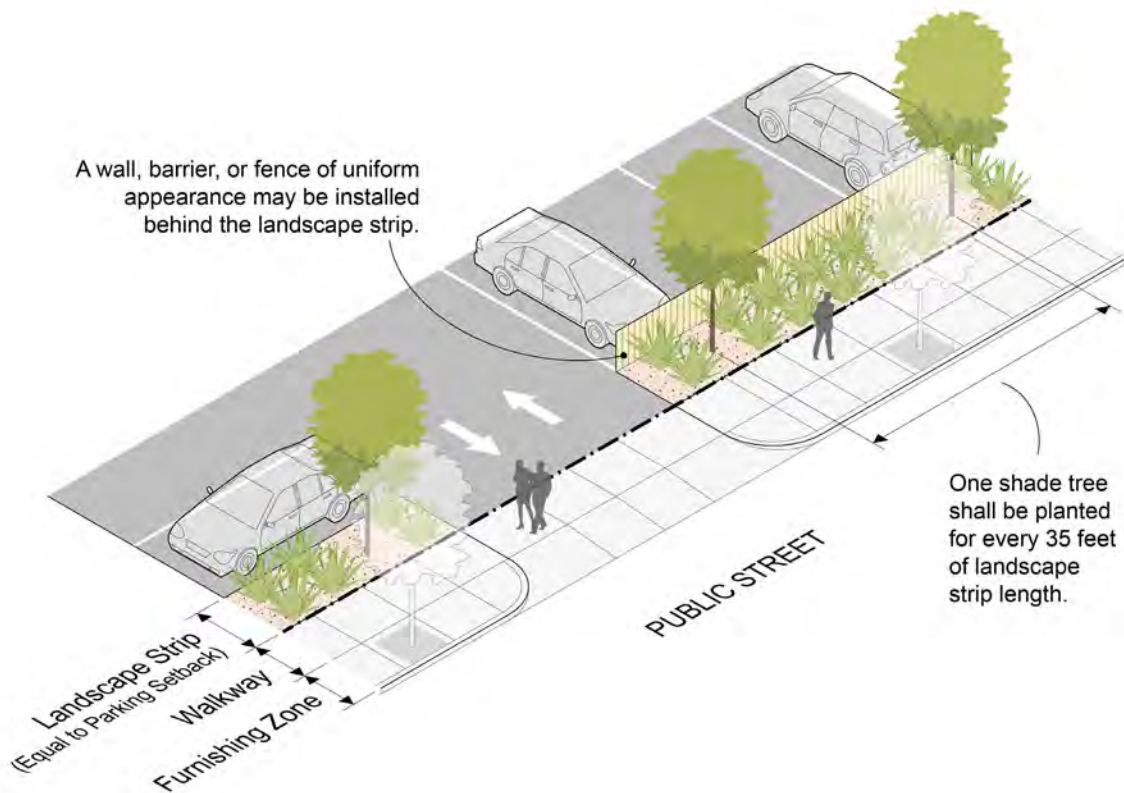 A wall, barrier, or fence of uniform
appearance may be installed
behind the landscape strip.
One shade tree
shall be planted
for every 35 feet
of landscape
strip length.
PUBLIC STREET
Landscape Strip
(Equal to Parking Setback)
Walkway
Furnishing Zone